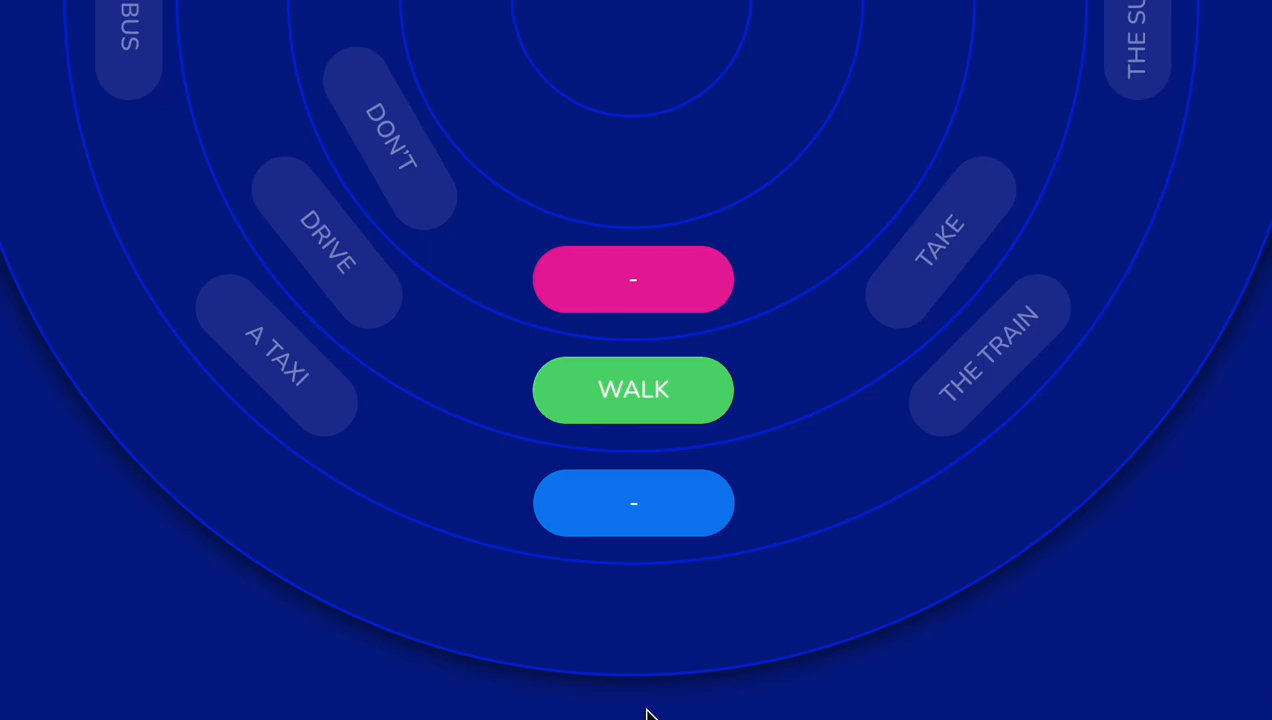 BUS
THE SU
DON'T
DRIVE
TAKE
-
A TAXI
THE TRAIN
WALK
-